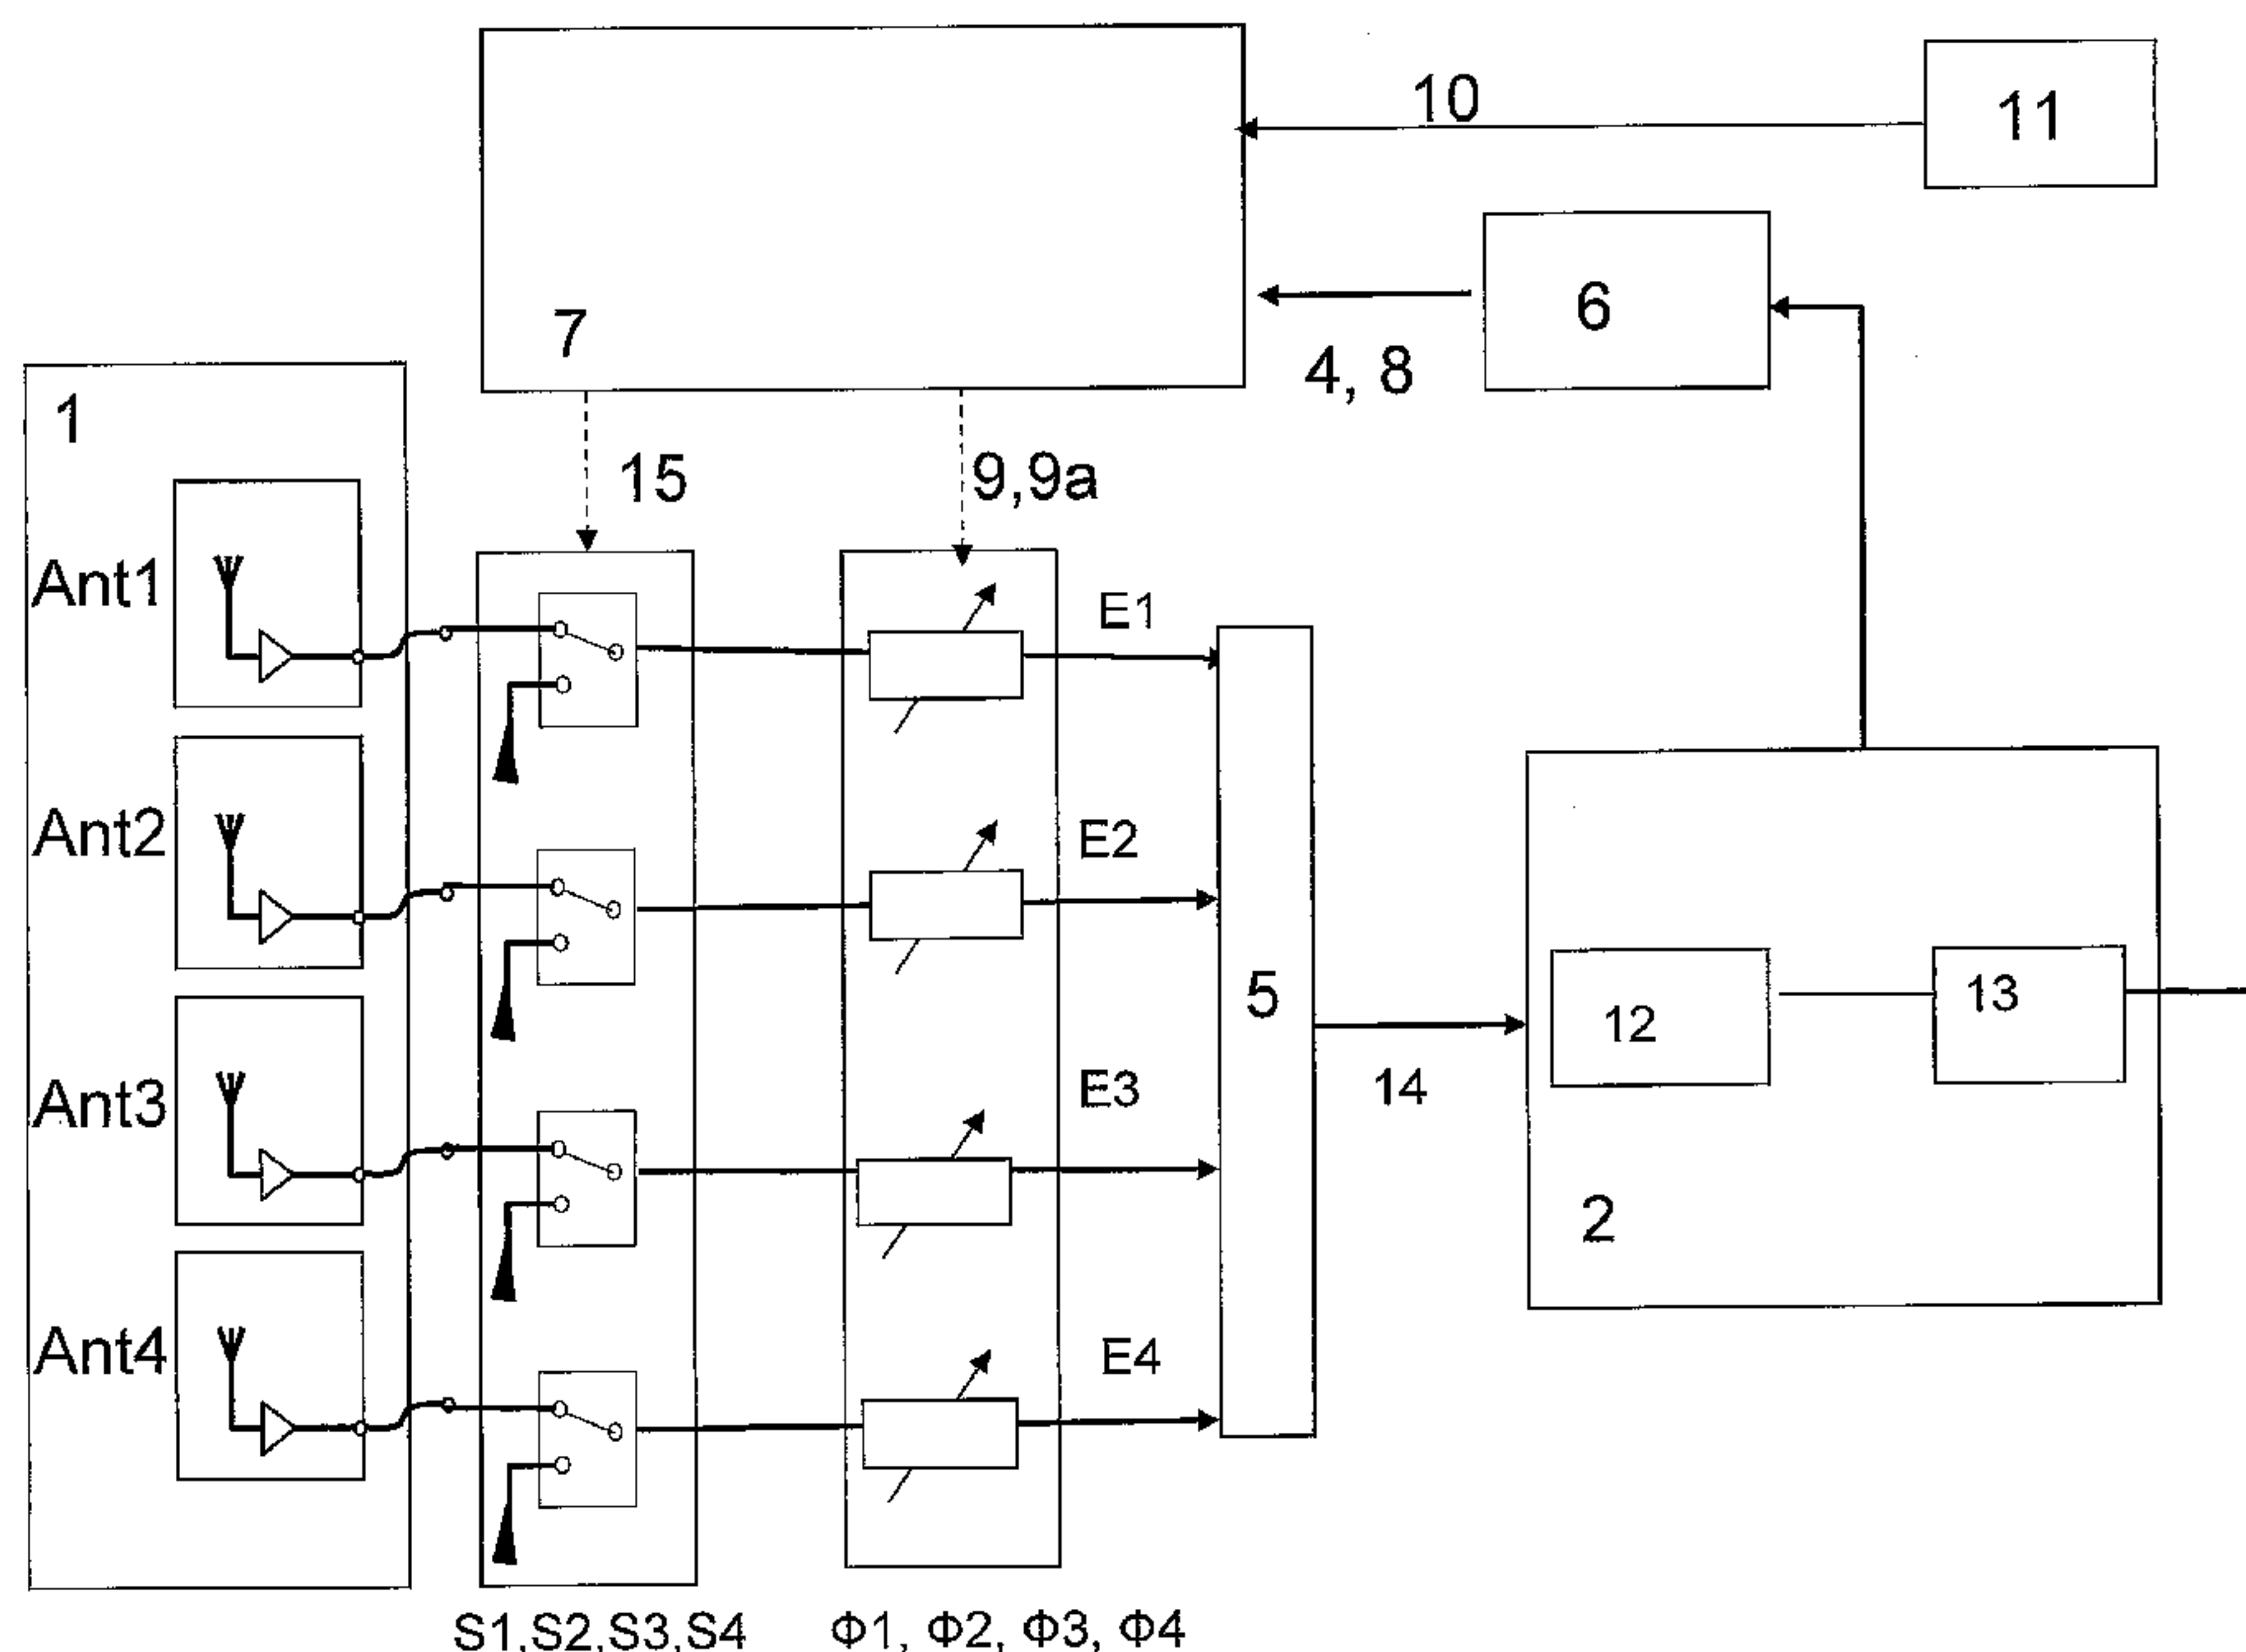 10
11
7
6
4, 8
1
15
9,9a
Ant1
E1
Ant2
E2
5
13
12
14
Ant3
E3
2
Ant4
E4
S1,S2,S3,S4
Φ1, Φ2, Φ3, Φ4